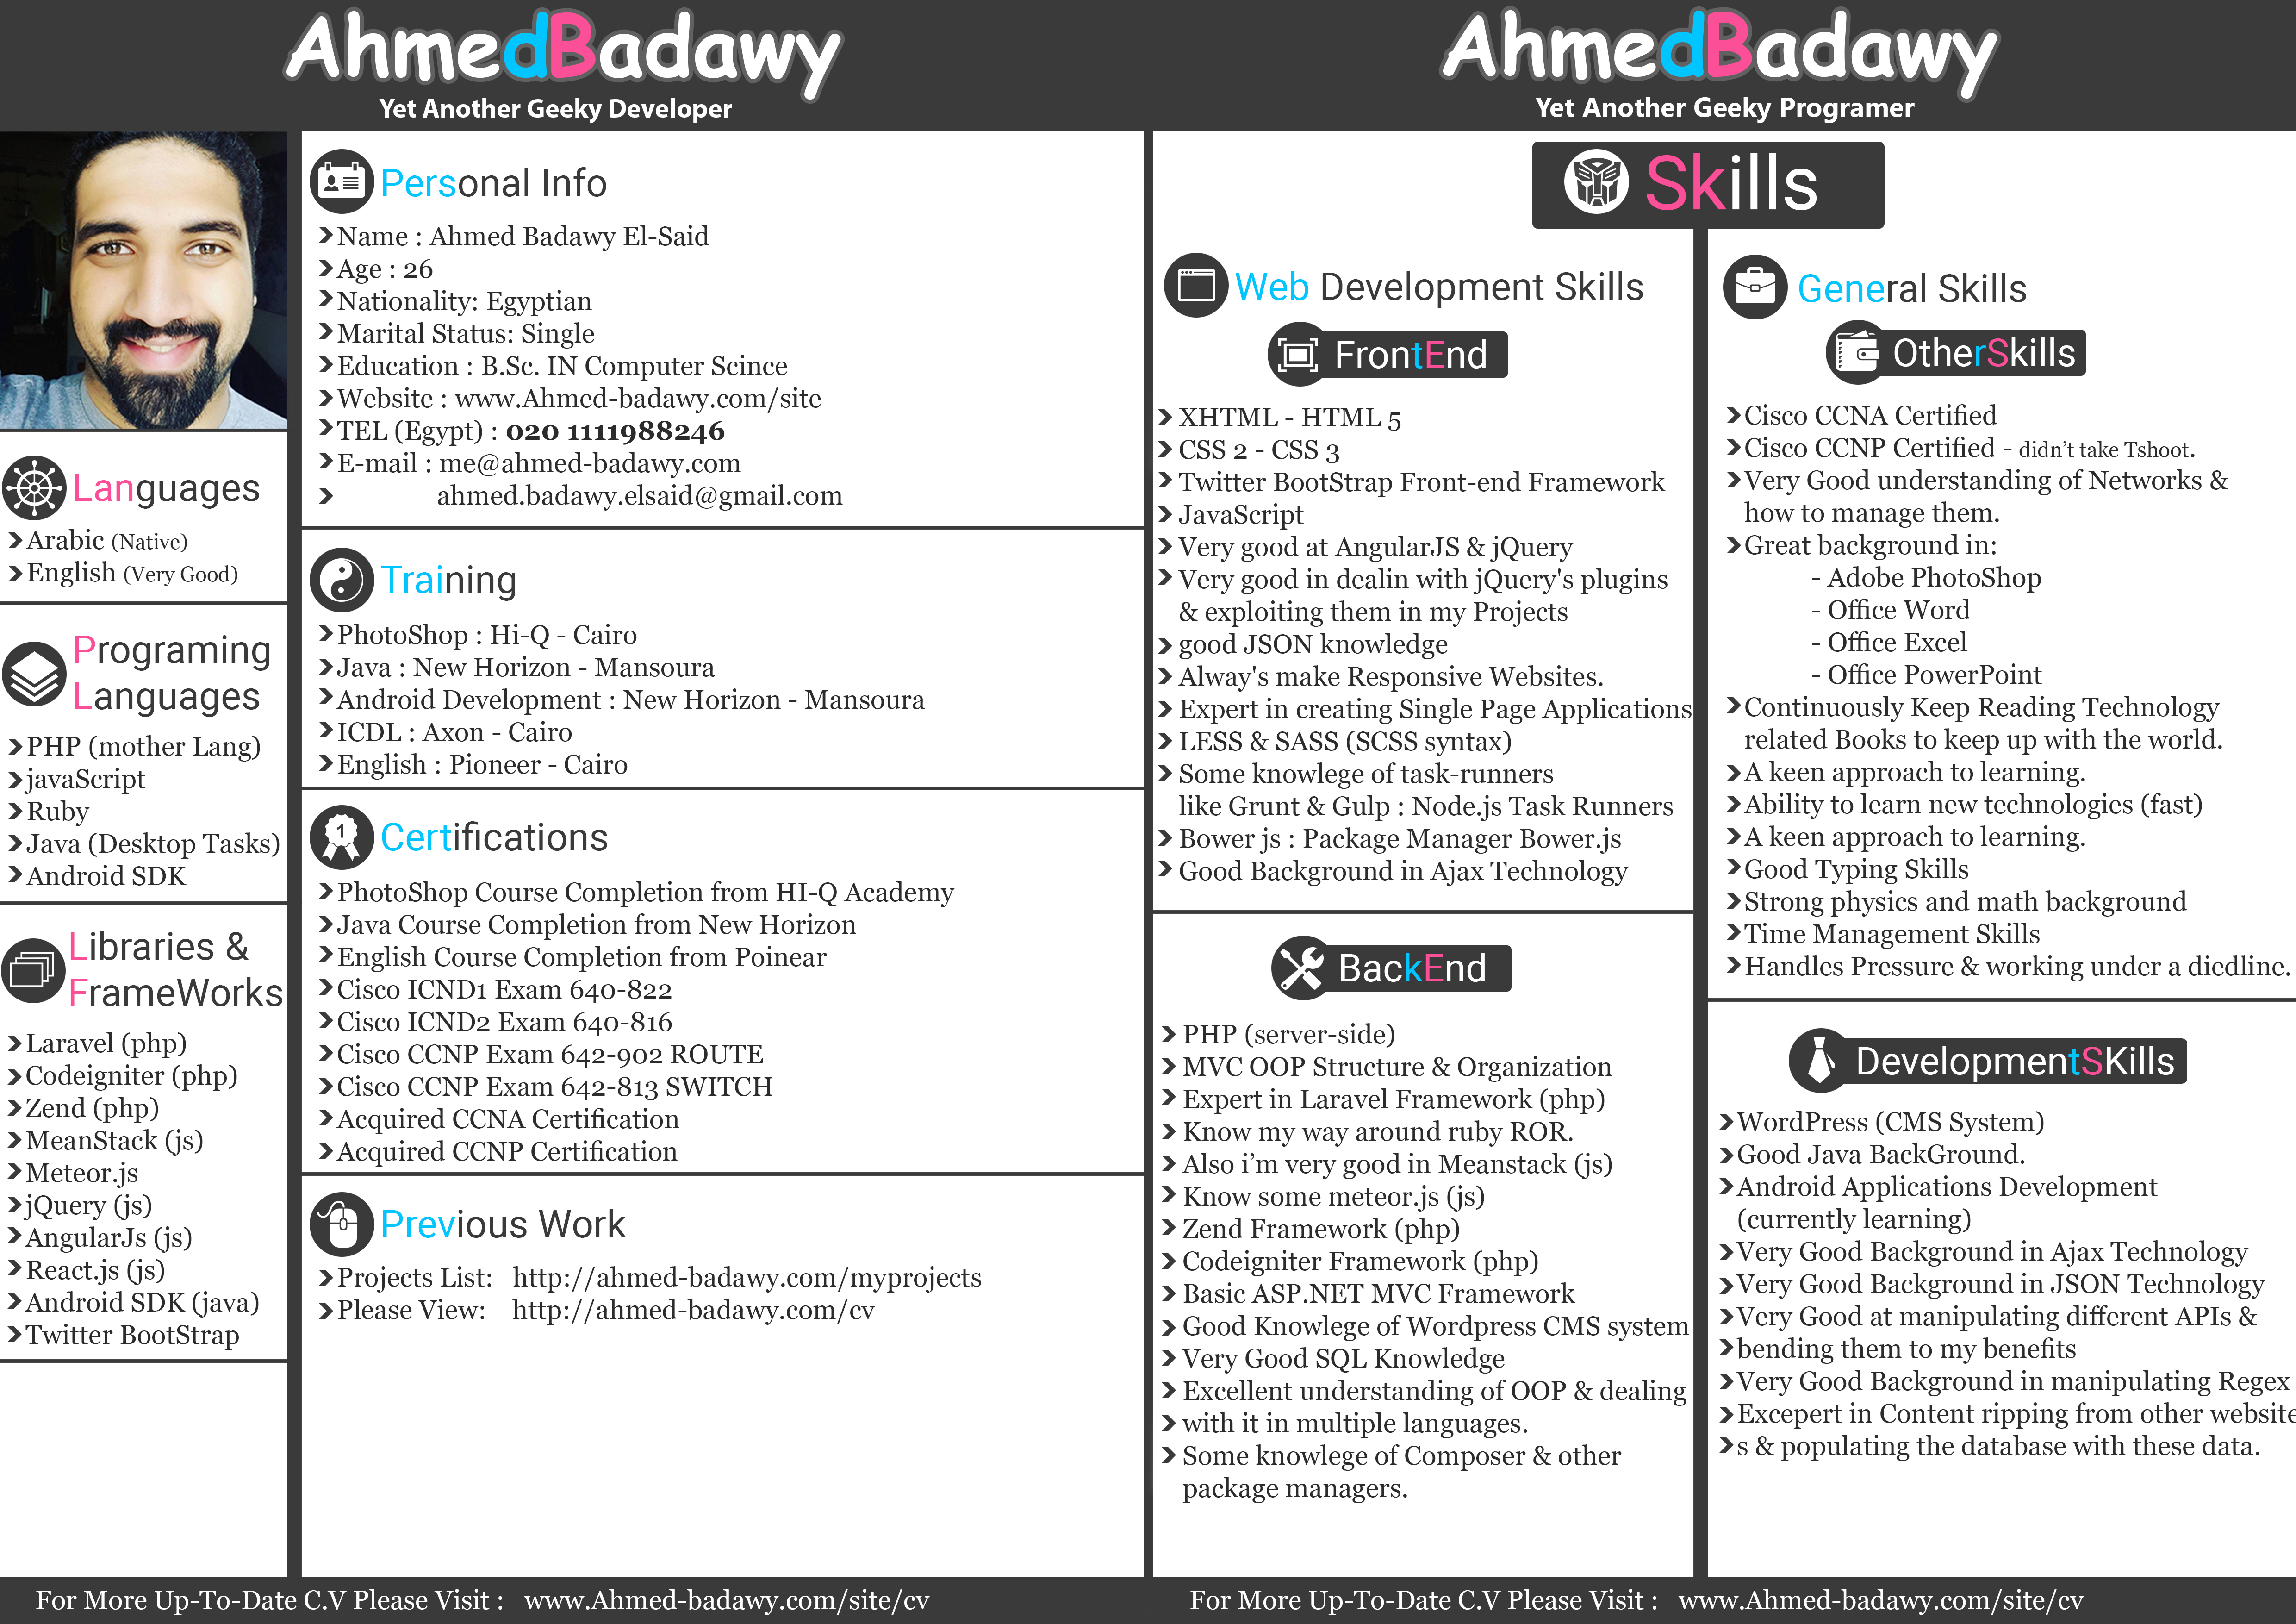 AhmedBadawy
Yet Another Geeky Developer
Languages
Arabic (Native)
English (Very Good)
Programing
Languages
PHP (mother Lang)
javaScript
Ruby
Java (Desktop Tasks)
Android SDK
Libraries &
FrameWorks
Laravel (php)
Codeigniter (php)
Zend (php)
MeanStack (js)
Meteor.js
jQuery (js)
AngularJs (js)
React.js (js)
Android SDK (java)
Twitter BootStrap
Personal Info
Name : Ahmed Badawy El-Said
Age : 26
Nationality: Egyptian
Marital Status: Single
Education : B.Sc. IN Computer Scince
Website : www.Ahmed-badawy.com/site
TEL (Egypt) : 020 1111988246
E-mail : me@ahmed-badawy.com
ahmed.badawy.elsaid@gmail.com
Training
PhotoShop : Hi-Q - Cairo
Java : New Horizon - Mansoura
Android Development : New Horizon - Mansoura
ICDL : Axon - Cairo
English : Pioneer - Cairo
1
Certifications
PhotoShop Course Completion from HI-Q Academy
Java Course Completion from New Horizon
English Course Completion from Poinear
Cisco ICND1 Exam 640-822
Cisco ICND2 Exam 640-816
Cisco CCNP Exam 642-902 ROUTE
Cisco CCNP Exam 642-813 SWITCH
Acquired CCNA Certification
Acquired CCNP Certification
Previous Work
Projects List: http://ahmed-badawy.com/myprojects
Please View: http://ahmed-badawy.com/cv
For More Up-To-Date C.V Please Visit : www.Ahmed-badawy.com/site/cv
AhmedBadawy
Yet Another Geeky Programer
Skills
Web Development Skills
FrontEnd
XHTML - HTML 5
CSS 2 - CSS 3
Twitter BootStrap Front-end Framework
JavaScript
Very good at AngularJS & jQuery
Very good in dealin with jQuery's plugins
& exploiting them in my Projects
good JSON knowledge
Alway's make Responsive Websites.
Expert in creating Single Page Applications
LESS & SASS (SCSS syntax)
Some knowlege of task-runners
like Grunt & Gulp : Node.js Task Runners
Bower js : Package Manager Bower.js
Good Background in Ajax Technology
BackEnd
PHP (server-side)
MVC OOP Structure & Organization
Expert in Laravel Framework (php)
Know my way around ruby ROR.
Also i'm very good in Meanstack (js)
Know some meteor.js (js)
Zend Framework (php)
Codeigniter Framework (php)
Basic ASP.NET MVC Framework
Good Knowlege of Wordpress CMS system
Very Good SQL Knowledge
Excellent understanding of OOP & dealing
with it in multiple languages.
Some knowlege of Composer & other
package managers.
General Skills
OtherSkills
Cisco CCNA Certified
Cisco CCNP Certified - didn't take Tshoot.
Very Good understanding of Networks &
how to manage them.
Great background in:
- Adobe PhotoShop
- Office Word
- Office Excel
- Office PowerPoint
Continuously Keep Reading Technology
related Books to keep up with the world.
A keen approach to learning.
Ability to learn new technologies (fast)
A keen approach to learning.
Good Typing Skills
Strong physics and math background
Time Management Skills
Handles Pressure & working under a diedline.
DevelopmentSKills
WordPress (CMS System)
Good Java BackGround.
Android Applications Development
(currently learning)
Very Good Background in Ajax Technology
Very Good Background in JSON Technology
Very Good at manipulating different APIs &
bending them to my benefits
Very Good Background in manipulating Regex
Excepert in Content ripping from other website
s & populating the database with these data.
For More Up-To-Date C.V Please Visit : www.Ahmed-badawy.com/site/cv